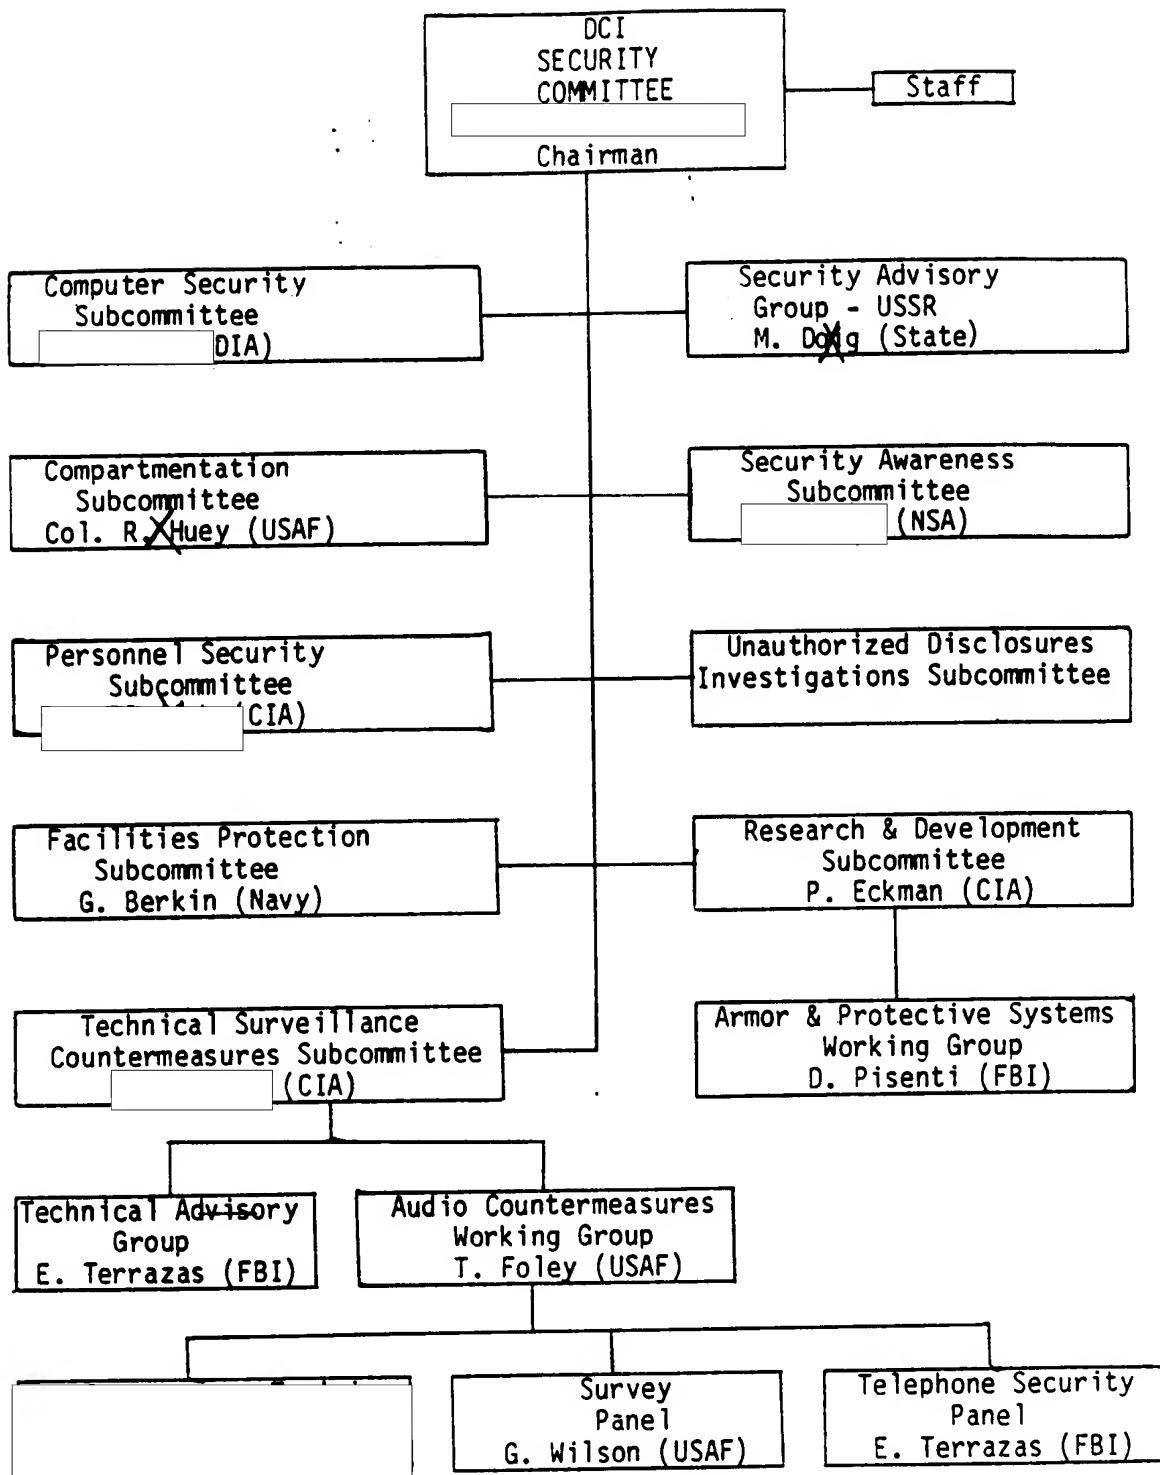 DCI
SECURITY
COMMITTEE
Chairman
Staff
Computer Security
Subcommittee
DIA)
Security Advisory
Group - USSR
M. Doig (State)
Compartmentation
Subcommittee
Col. R. Huey (USAF)
Security Awareness
Subcommittee
(NSA)
Personnel Security
Subcommittee
(CIA)
Unauthorized Disclosures
Investigations Subcommittee
Facilities Protection
Subcommittee
G. Berkin (Navy)
Research & Development
Subcommittee
P. Eckman (CIA)
Technical Surveillance
Countermeasures Subcommittee
(CIA)
Armor & Protective Systems
Working Group
D. Pisenti (FBI)
Technical Advisory
Group
E. Terrazas (FBI)
Audio Countermeasures
Working Group
T. Foley (USAF)
Survey
Panel
G. Wilson (USAF)
Telephone Security
Panel
E. Terrazas (FBI)